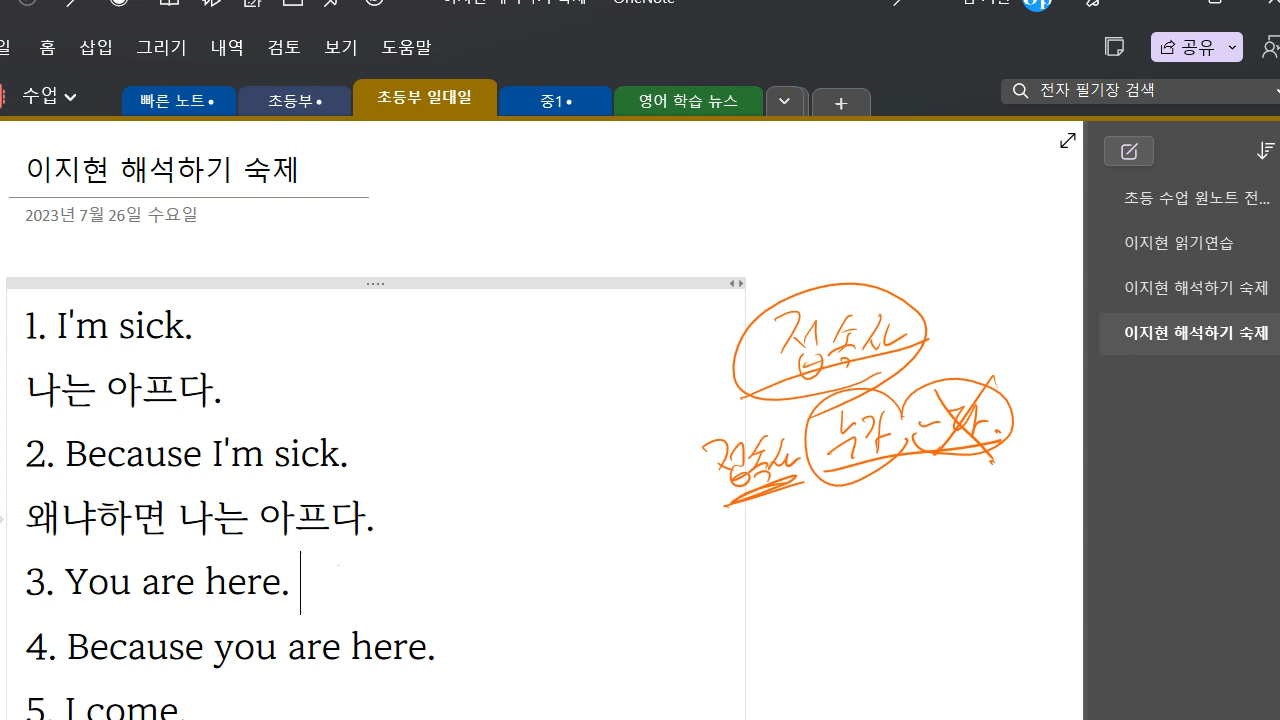 홈 삽입 그리기 내역 검토 보기 도움말 공유
수업 빠른 노트 초등부 초등부 일대일 중1 영어 학습 뉴스 + 전자 필기장 검색
이지현 해석하기 숙제
2023년 7월 26일 수요일
1. I'm sick.
나는 아프다.
2. Because I'm sick.
왜냐하면 나는 아프다.
3. You are here.
4. Because you are here.
5. I come.
접속사
접속사 누가, ㄴ다.
초등 수업 원노트 전...
이지현 읽기연습
이지현 해석하기 숙제
이지현 해석하기 숙제